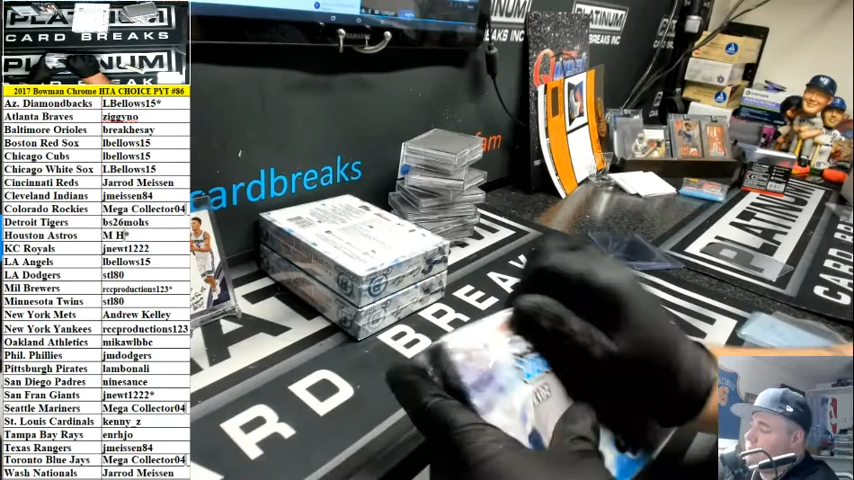 PLATINUM
CARD BREAKS
PLATINUM
2017 Bowman Chrome HTA CHOICE PYT #86
Az. Diamondbacks LBellows15*
Atlanta Braves ziggyno
Baltimore Orioles breakhesay
Boston Red Sox lbellows15
Chicago Cubs lbellows15
Chicago White Sox LBellows15
Cincinnati Reds Jarrod Meissen
Cleveland Indians jmeissen84
Colorado Rockies Mega Collector04
Detroit Tigers bs26mohs
Houston Astros M H*
KC Royals jnewt1222
LA Angels lbellows15
LA Dodgers stl80
Mil Brewers rccproductions123*
Minnesota Twins stl80
New York Mets Andrew Kelley
New York Yankees rccproductions123
Oakland Athletics mikawlbbc
Phil. Phillies jmdodgers
Pittsburgh Pirates lambonali
San Diego Padres ninesauce
San Fran Giants jnewt1222*
Seattle Mariners Mega Collector04
St. Louis Cardinals kenny_z
Tampa Bay Rays enrhjo
Texas Rangers jmeissen84
Toronto Blue Jays Mega Collector04
Wash Nationals Jarrod Meissen
PLATINUM
BREAKS INC
cardbreaks
fam
CARD BREAK
PLATINUM
CARD B